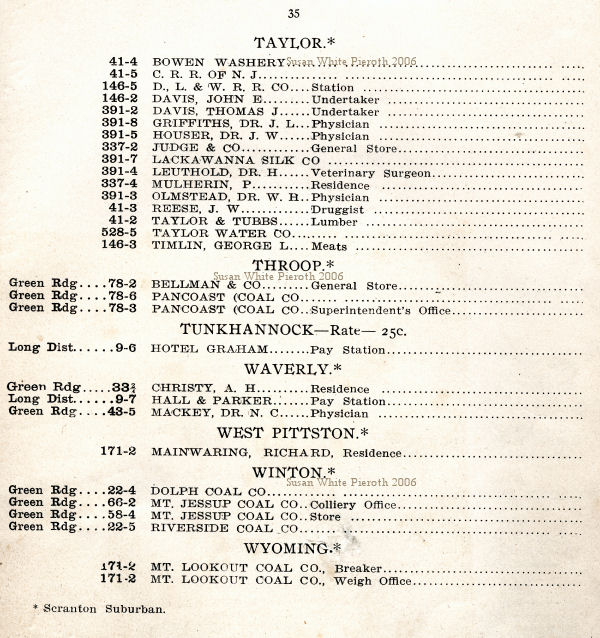 35
TAYLOR.*
41-4 BOWEN WASHERY Susan White Pieroth 2006
41-5 C. R. R. OF N. J.
146-5 D., L. & W. R. R. CO....Station
146-2 DAVIS, JOHN E.......Undertaker
391-2 DAVIS, THOMAS J.....Undertaker
391-8 GRIFFITHS, DR. J. L...Physician
391-5 HOUSER, DR. J. W.....Physician
337-2 JUDGE & CO..........General Store
391-7 LACKAWANNA SILK CO
391-4 LEUTHOLD, DR. H......Veterinary Surgeon
337-4 MULHERIN, P.........Residence
391-3 OLMSTEAD, DR. W. H..Physician
41-3 REESE, J. W..........Druggist
41-2 TAYLOR & TUBBS.....Lumber
528-5 TAYLOR WATER CO.
146-3 TIMLIN, GEORGE L....Meats
THROOP.*
Susan White Pieroth 2006
Green Rdg....78-2 BELLMAN & CO.......General Store
Green Rdg....78-6 PANCOAST (COAL CO
Green Rdg....78-3 PANCOAST (COAL CO..Superintendent's Office
TUNKHANNOCK—Rate— 25c.
Long Dist......9-6 HOTEL GRAHAM........Pay Station
WAVERLY.*
Green Rdg.....33 CHRISTY, A. H........Residence
Long Dist......9-7 HALL & PARKER......Pay Station
Green Rdg....43-5 MACKEY, DR. N. C.....Physician
WEST PITTSTON.*
171-2 MAINWARING, RICHARD, Residence
WINTON.*
Susan White Pieroth 2006
Green Rdg....22-4 DOLPH COAL CO
Green Rdg....66-2 MT. JESSUP COAL CO..Colliery Office
Green Rdg....58-4 MT. JESSUP COAL CO..Store
Green Rdg....22-5 RIVERSIDE COAL CO
WYOMING.*
171-2 MT. LOOKOUT COAL CO., Breaker
171-2 MT. LOOKOUT COAL CO., Weigh Office
* Scranton Suburban.